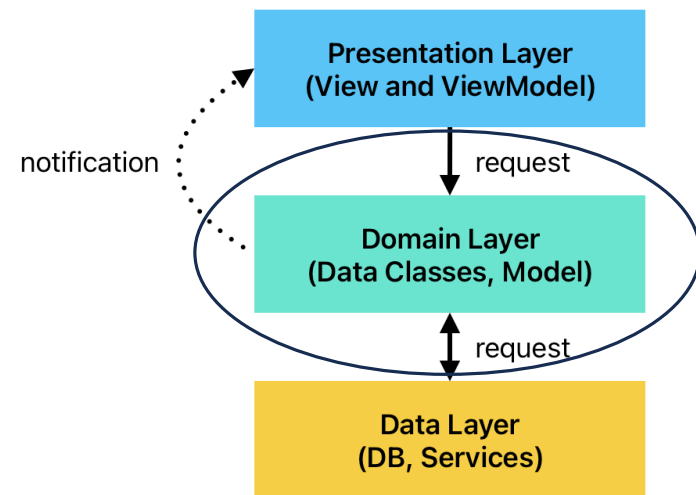 Presentation Layer
(View and ViewModel)
notification
request
Domain Layer
(Data Classes, Model)
request
Data Layer
(DB, Services)